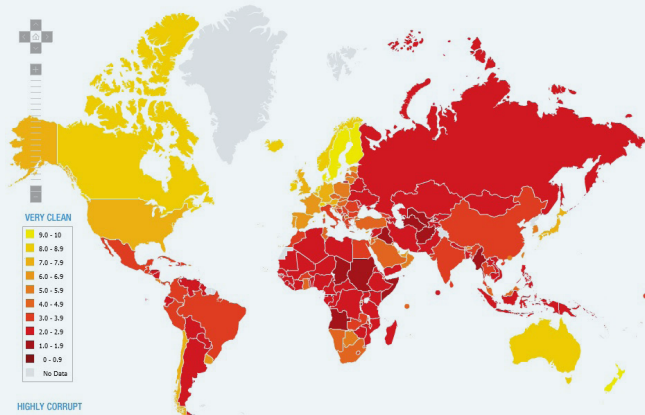 VERY CLEAN
9.0 - 10
8.0 - 8.9
7.0 - 7.9
6.0 - 6.9
5.0 - 5.9
4.0 - 4.9
3.0 - 3.9
2.0 - 2.9
1.0 - 1.9
0 - 0.9
No Data
HIGHLY CORRUPT